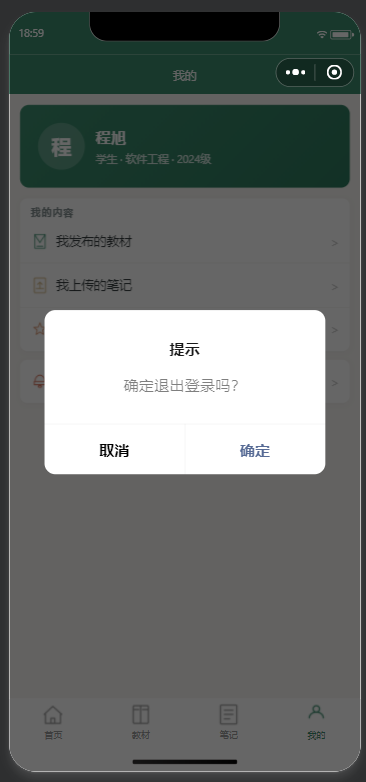 18:59
我的
程
程旭
学生 · 软件工程 · 2024级
我的内容
我发布的教材
>
我上传的笔记
>
>
提示
确定退出登录吗？
>
取消
确定
首页
教材
笔记
我的